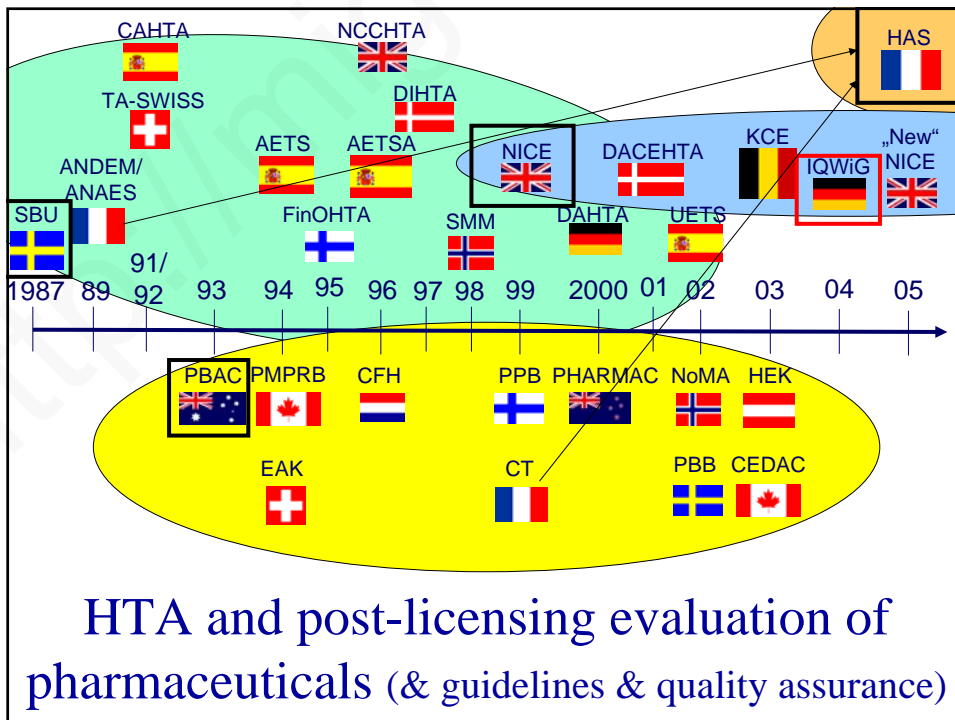 CAHTA
NCCHTA
HAS
TA-SWISS
DIHTA
ANDEM/
ANAES
AETS
AETSA
NICE
DACEHTA
KCE
IQWiG
„New“
NICE
SBU
FinOHTA
SMM
DAHTA
UETS
1987 89 91/
92 93 94 95 96 97 98 99 2000 01 02 03 04 05
PBAC PMPRB CFH PPB PHARMAC NoMA HEK
EAK CT PBB CEDAC
HTA and post-licensing evaluation of
pharmaceuticals (& guidelines & quality assurance)